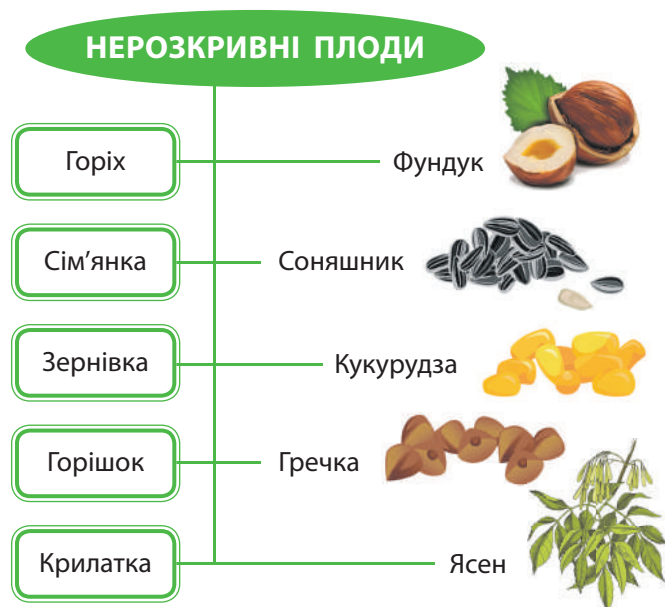 НЕРОЗКРИВНІ ПЛОДИ
Горіх
Фундук
Сім’янка
Соняшник
Зернівка
Кукурудза
Горішок
Гречка
Крилатка
Ясен